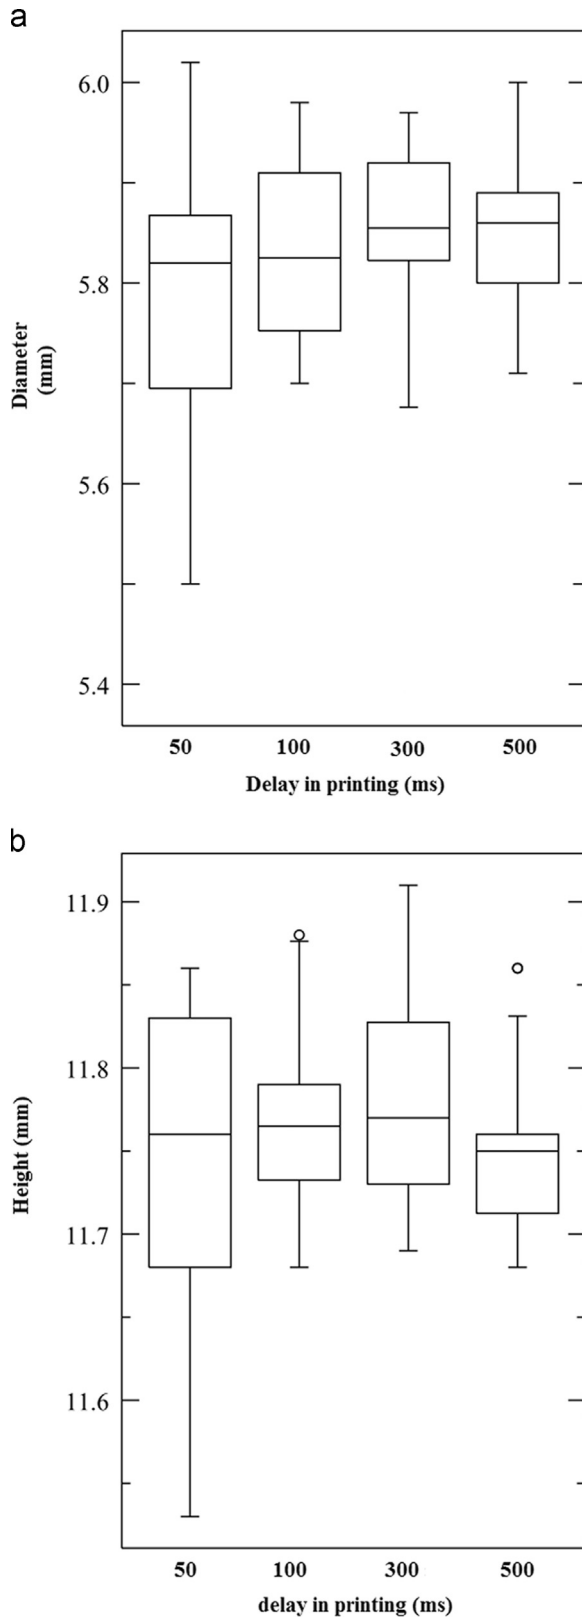 a
6.0
5.8
5.6
5.4
Diameter
(mm)
50 100 300 500
Delay in printing (ms)
b
11.9
11.8
11.7
11.6
Height (mm)
50 100 300 500
delay in printing (ms)